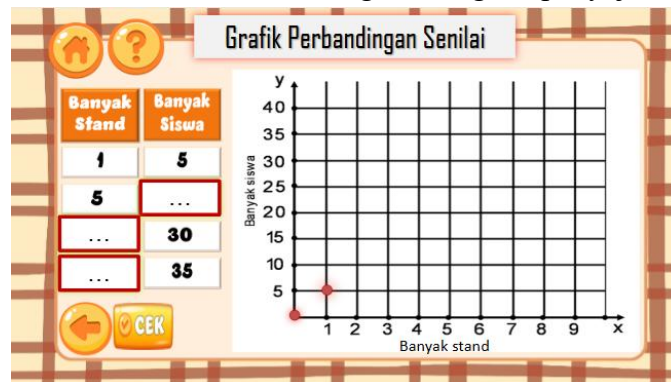 ?
Grafik Perbandingan Senilai
Banyak Stand
Banyak Siswa
1
5
5
...
...
30
...
35
CEK
y
40
35
30
25
20
15
10
5
Banyak siswa
1 2 3 4 5 6 7 8 9 x
Banyak stand